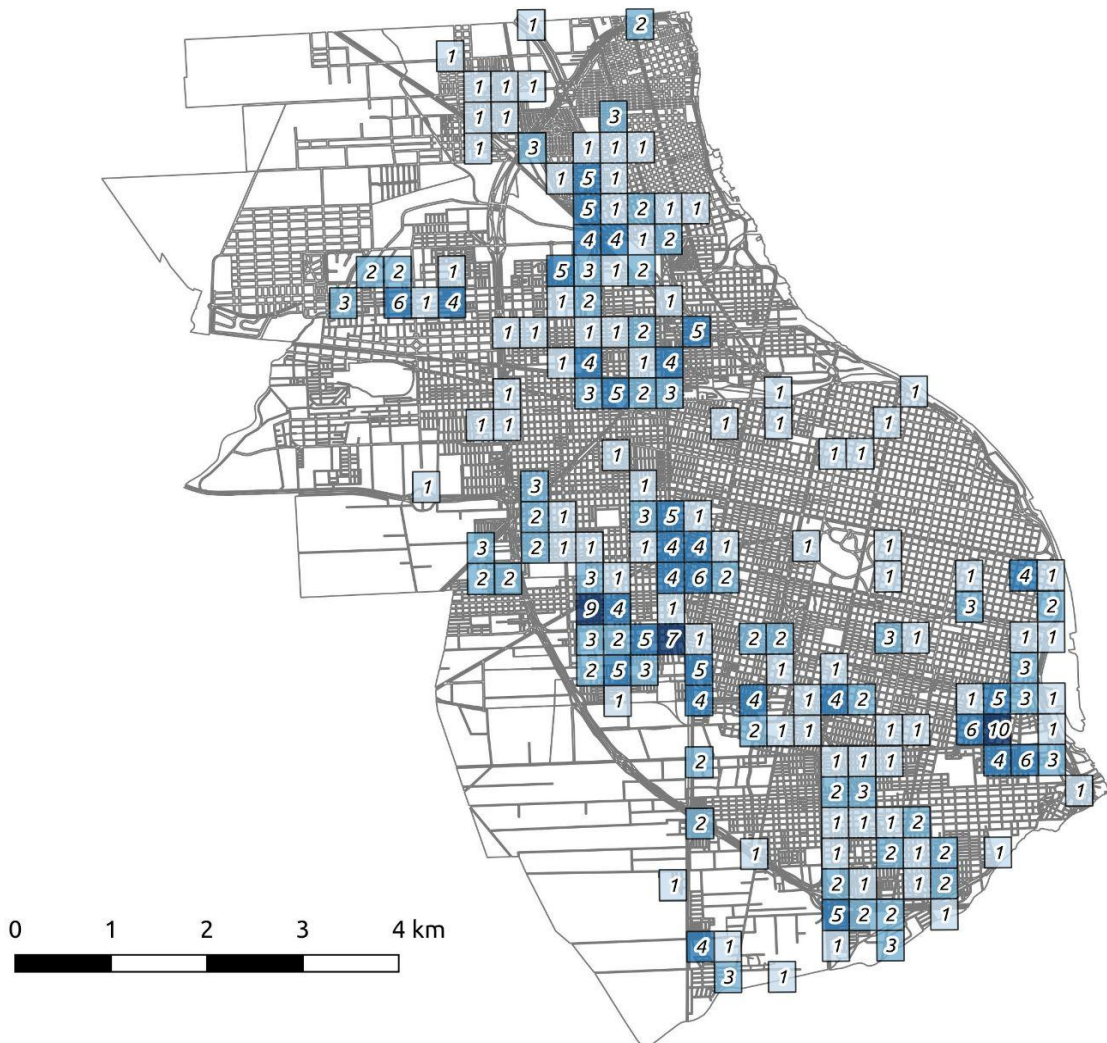 1 2
1
1 1 1
1 1 3
1 3 1 1 1
1 5 1
5 1 2 1 1
4 4 1 2
2 2 1 5 3 1 2
3 6 1 4 1 2 1
1 1 1 1 2 5
1 4 1 4
1 3 5 2 3 1 1
1 1 1 1 1
1 1 1
1 3 1
2 1 3 5 1
3 2 1 1 1 4 4 1 1 1
2 2 3 1 4 6 2 1 1 4 1
9 4 1 3 2
3 2 5 7 1 2 2 3 1 1 1
2 5 3 5 1 1 3
1 4 4 1 4 2 1 5 3 1
2 1 1 1 1 6 10 1
2 1 1 1 4 6 3
2 3 1
2 1 1 1 2
1 1 2 1 2 1
1 2 1 1 2
5 2 2 1
4 1 1 3
3 1
0 1 2 3 4 km